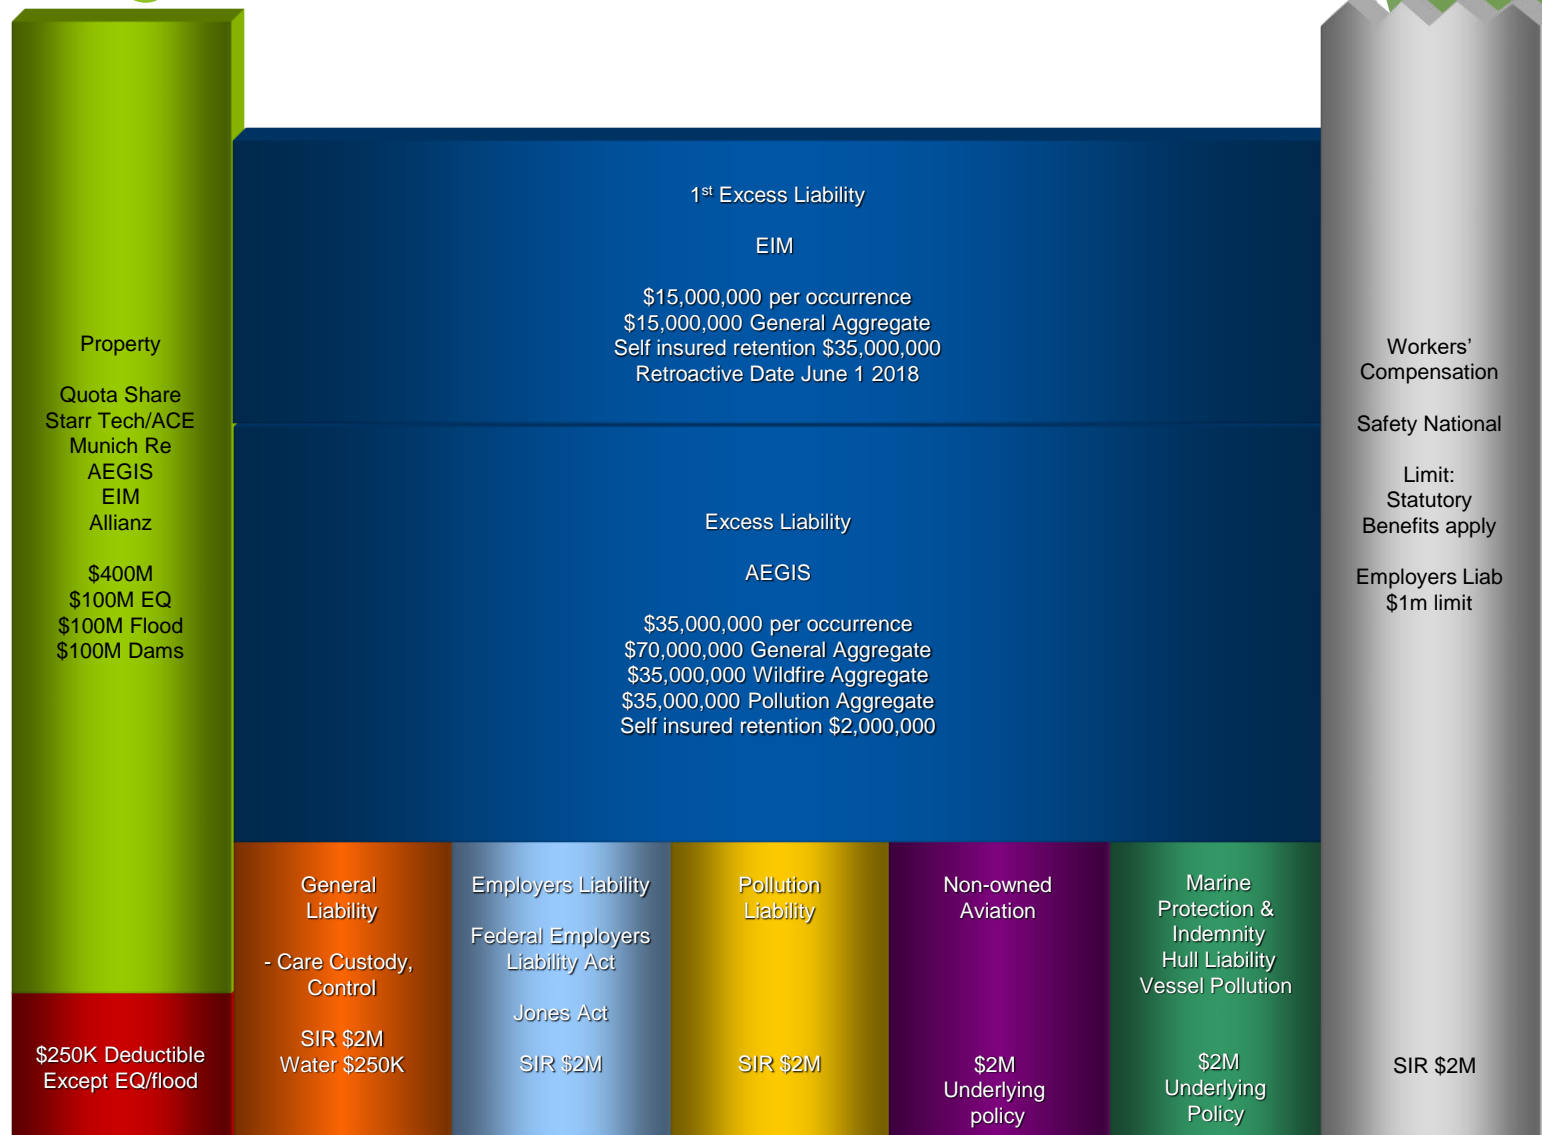 1st Excess Liability
EIM
$15,000,000 per occurrence
$15,000,000 General Aggregate
Self insured retention $35,000,000
Retroactive Date June 1 2018
Property
Quota Share
Starr Tech/ACE
Munich Re
AEGIS
EIM
Allianz
$400M
$100M EQ
$100M Flood
$100M Dams
Workers’
Compensation
Safety National
Limit:
Statutory
Benefits apply
Employers Liab
$1m limit
Excess Liability
AEGIS
$35,000,000 per occurrence
$70,000,000 General Aggregate
$35,000,000 Wildfire Aggregate
$35,000,000 Pollution Aggregate
Self insured retention $2,000,000
$250K Deductible
Except EQ/flood
General
Liability
- Care Custody,
Control
SIR $2M
Water $250K
Employers Liability
Federal Employers
Liability Act
Jones Act
SIR $2M
Pollution
Liability
SIR $2M
Non-owned
Aviation
$2M
Underlying
policy
Marine
Protection &
Indemnity
Hull Liability
Vessel Pollution
$2M
Underlying
Policy
SIR $2M